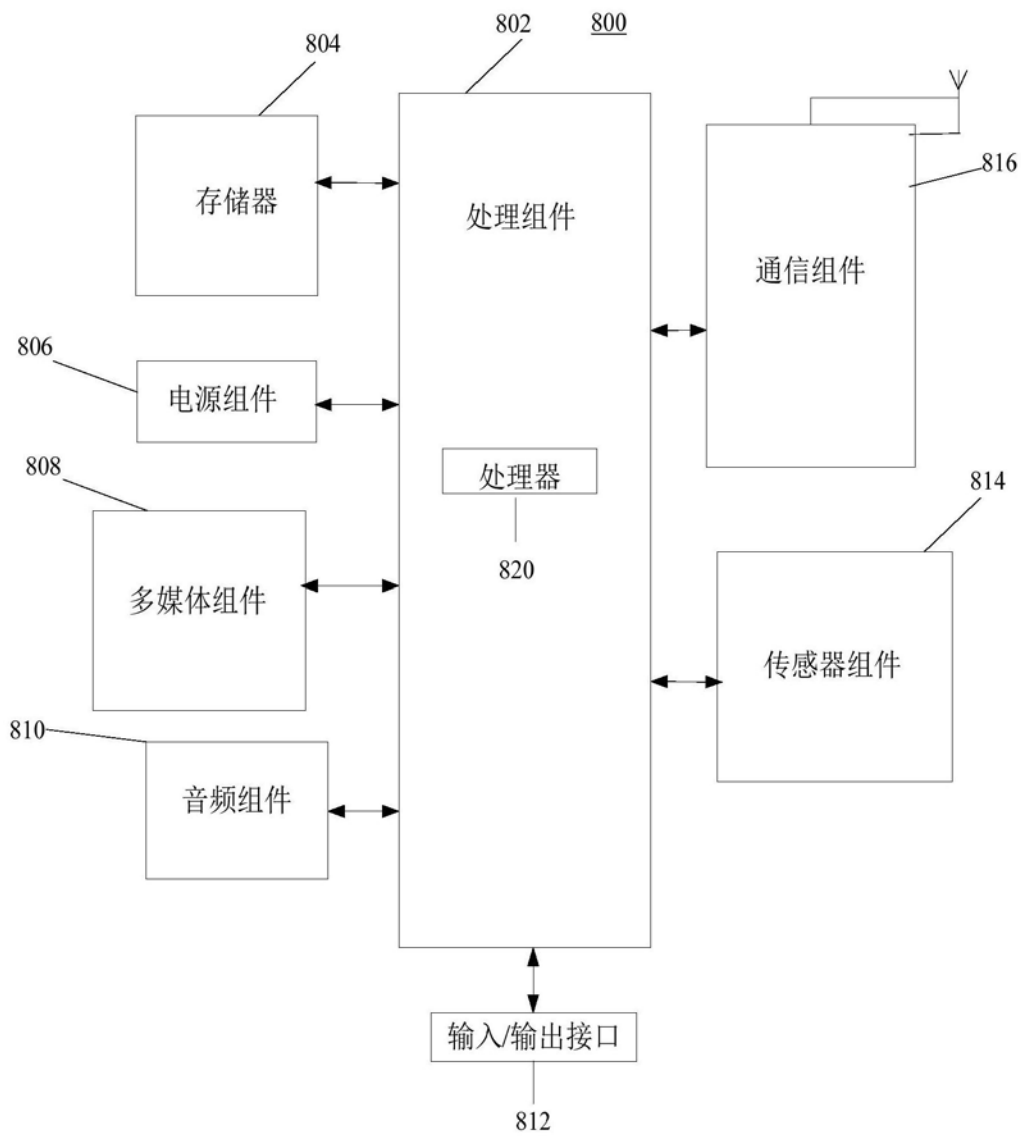 800
802
804
存储器
处理组件
816
通信组件
806
电源组件
808
处理器
820
814
多媒体组件
传感器组件
810
音频组件
输入/输出接口
812